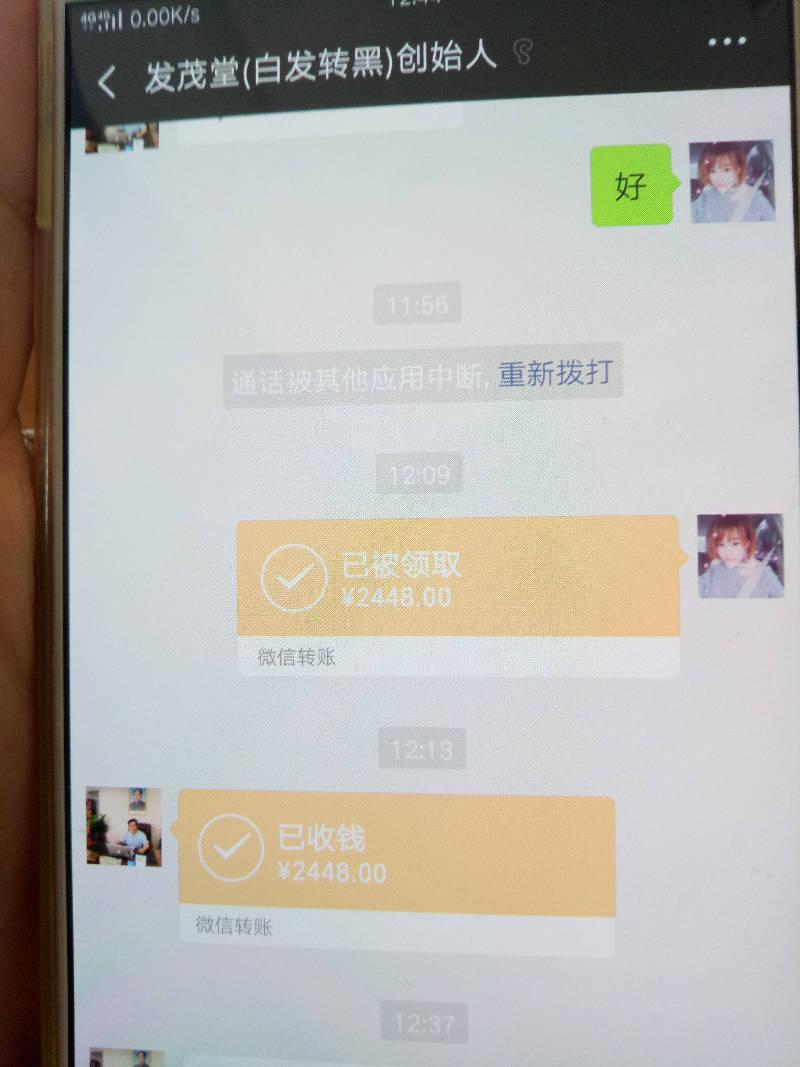 0.00K/s
发茂堂(白发转黑)创始人
好
11:56
通话被其他应用中断,重新拨打
12:09
已被领取
¥2448.00
微信转账
12:13
已收钱
¥2448.00
微信转账
12:37